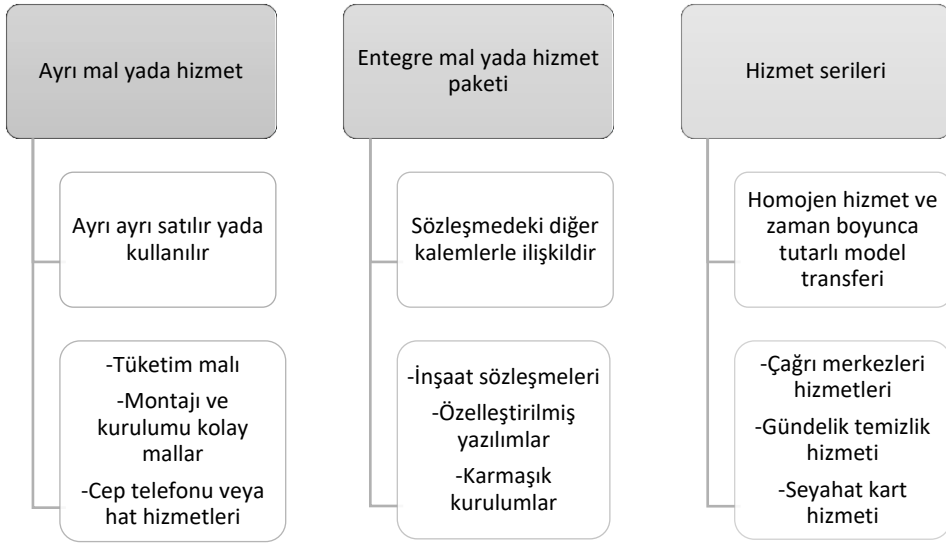 Ayrı mal yada hizmet
Ayrı ayrı satılır yada
kullanılır
-Tüketim malı
-Montajı ve
kurulumu kolay
mallar
-Cep telefonu veya
hat hizmetleri
Entegre mal yada hizmet
paketi
Sözleşmedeki diğer
kalemlerle ilişkildir
-İnşaat sözleşmeleri
-Özelleştirilmiş
yazılımlar
-Karmaşık
kurulumlar
Hizmet serileri
Homojen hizmet ve
zaman boyunca
tutarlı model
transferi
-Çağrı merkezleri
hizmetleri
-Gündelik temizlik
hizmeti
-Seyahat kart
hizmeti